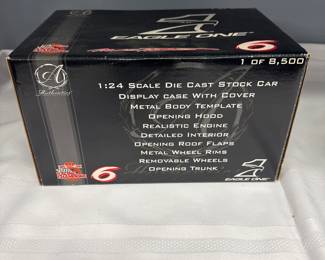 EAGLE ONE
6
1 OF 8,500
A
Authentics
1:24 SCALE DIE CAST STOCK CAR
DISPLAY CASE WITH COVER
METAL BODY TEMPLATE
OPENING HOOD
REALISTIC ENGINE
DETAILED INTERIOR
OPENING ROOF FLAPS
METAL WHEEL RIMS
REMOVABLE WHEELS
OPENING TRUNK
6
EAGLE ONE